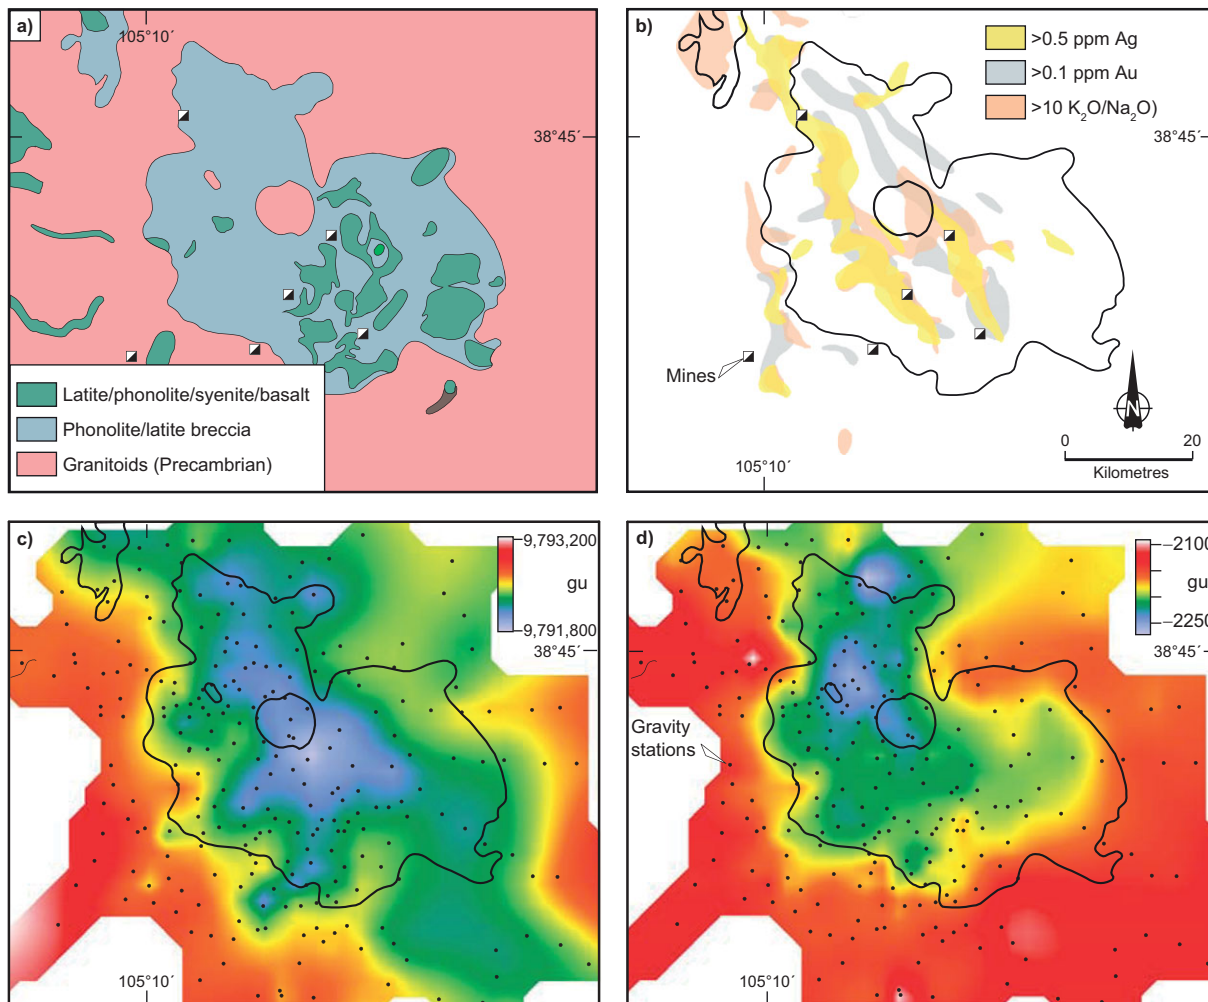 a)
105°10´
38°45´
Latite/phonolite/syenite/basalt
Phonolite/latite breccia
Granitoids (Precambrian)
b)
>0.5 ppm Ag
>0.1 ppm Au
>10 K₂O/Na₂O)
38°45´
Mines
N
0 20
Kilometres
105°10´
c)
9,793,200
gu
9,791,800
38°45´
105°10´
d)
–2100
gu
–2250
38°45´
Gravity
stations
105°10´